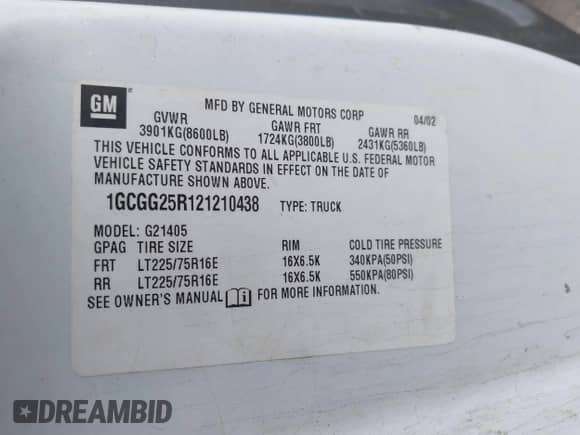 GM
MFD BY GENERAL MOTORS CORP 04/02
GVWR GAWR FRT GAWR RR
3901KG(8600LB) 1724KG(3800LB) 2431KG(5360LB)
THIS VEHICLE CONFORMS TO ALL APPLICABLE U.S. FEDERAL MOTOR
VEHICLE SAFETY STANDARDS IN EFFECT ON THE DATE OF
MANUFACTURE SHOWN ABOVE.
1GCGG25R121210438 TYPE: TRUCK
MODEL: G21405
GPAG TIRE SIZE RIM COLD TIRE PRESSURE
FRT LT225/75R16E 16X6.5K 340KPA(50PSI)
RR LT225/75R16E 16X6.5K 550KPA(80PSI)
SEE OWNER'S MANUAL FOR MORE INFORMATION.
DREAMBID